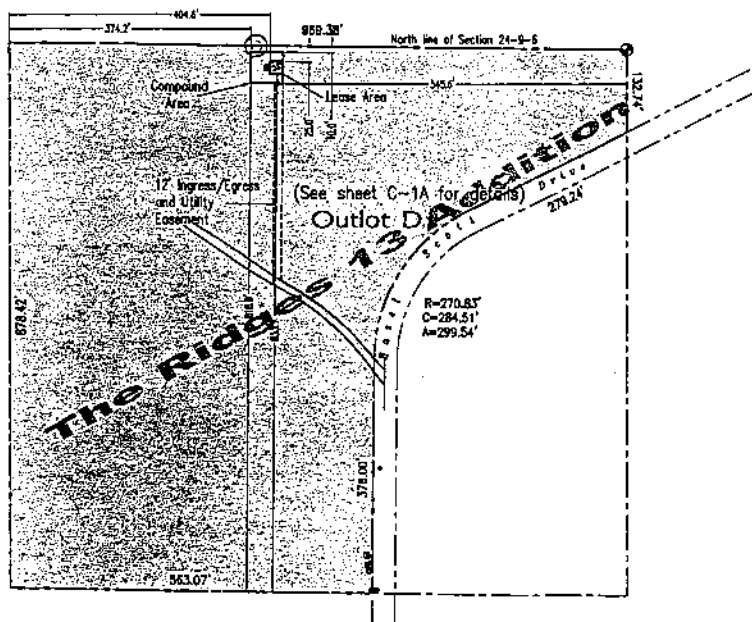 404.6'
374.2'
959.38'
North line of Section 24-9-6
Compound
Area
Lease Area
545.6'
132.74'
12' Ingress/Egress
and Utility
Easement
(See sheet C-1A for details)
Outlot D
The Ridges 13 Addition
Scott Drive
279.24'
R=270.83'
C=284.51'
A=299.54'
878.42'
378.00'
563.07'